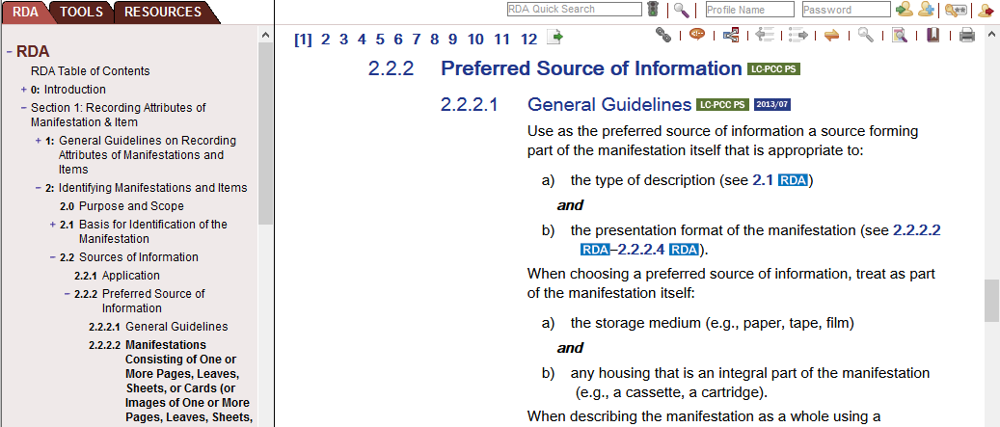 RDA TOOLS RESOURCES
RDA Quick Search Profile Name Password
− RDA
RDA Table of Contents
+ 0: Introduction
− Section 1: Recording Attributes of
Manifestation & Item
+ 1: General Guidelines on Recording
Attributes of Manifestations and
Items
− 2: Identifying Manifestations and Items
2.0 Purpose and Scope
+ 2.1 Basis for Identification of the
Manifestation
− 2.2 Sources of Information
2.2.1 Application
− 2.2.2 Preferred Source of
Information
2.2.2.1 General Guidelines
2.2.2.2 Manifestations
Consisting of One or
More Pages, Leaves,
Sheets, or Cards (or
Images of One or More
Pages, Leaves, Sheets,
[1] 2 3 4 5 6 7 8 9 10 11 12
2.2.2 Preferred Source of Information LC-PCC PS
2.2.2.1 General Guidelines LC-PCC PS 2013/07
Use as the preferred source of information a source forming
part of the manifestation itself that is appropriate to:
a) the type of description (see 2.1 RDA)
and
b) the presentation format of the manifestation (see 2.2.2.2
RDA–2.2.2.4 RDA).
When choosing a preferred source of information, treat as part
of the manifestation itself:
a) the storage medium (e.g., paper, tape, film)
and
b) any housing that is an integral part of the manifestation
(e.g., a cassette, a cartridge).
When describing the manifestation as a whole using a